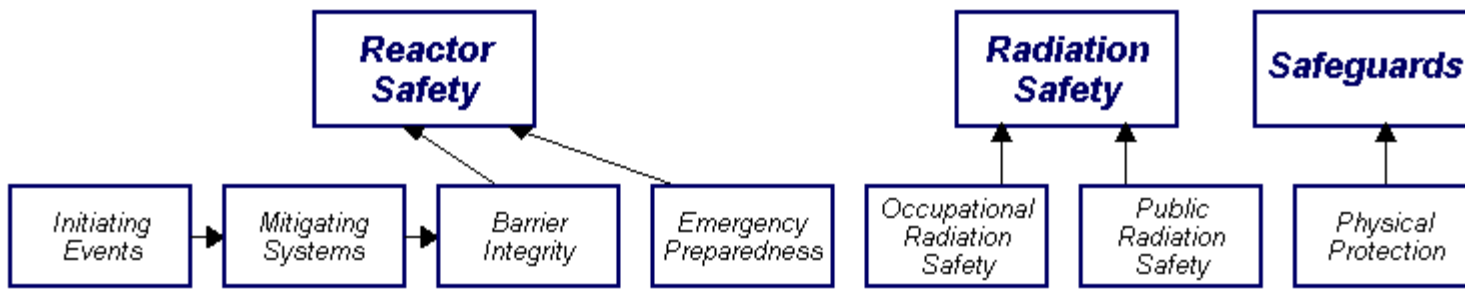 Reactor
Safety
Radiation
Safety
Safeguards
Initiating
Events
Mitigating
Systems
Barrier
Integrity
Emergency
Preparedness
Occupational
Radiation
Safety
Public
Radiation
Safety
Physical
Protection